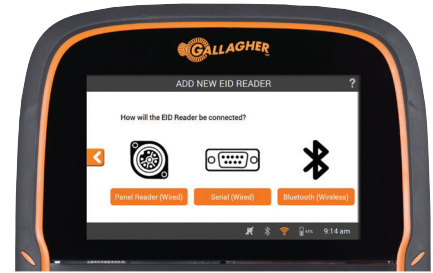 GALLAGHER
ADD NEW EID READER ?
How will the EID Reader be connected?
Panel Reader (Wired) Serial (Wired) Bluetooth (Wireless)
9:14 am